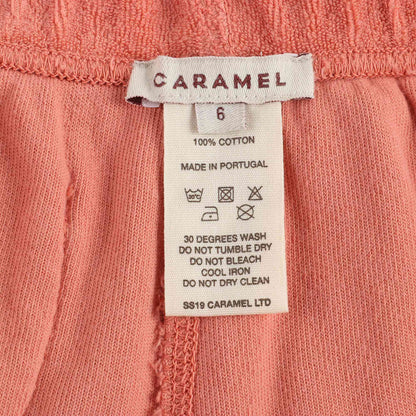 CARAMEL
6
100% COTTON
MADE IN PORTUGAL
30°C
30 DEGREES WASH
DO NOT TUMBLE DRY
DO NOT BLEACH
COOL IRON
DO NOT DRY CLEAN
SS19 CARAMEL LTD